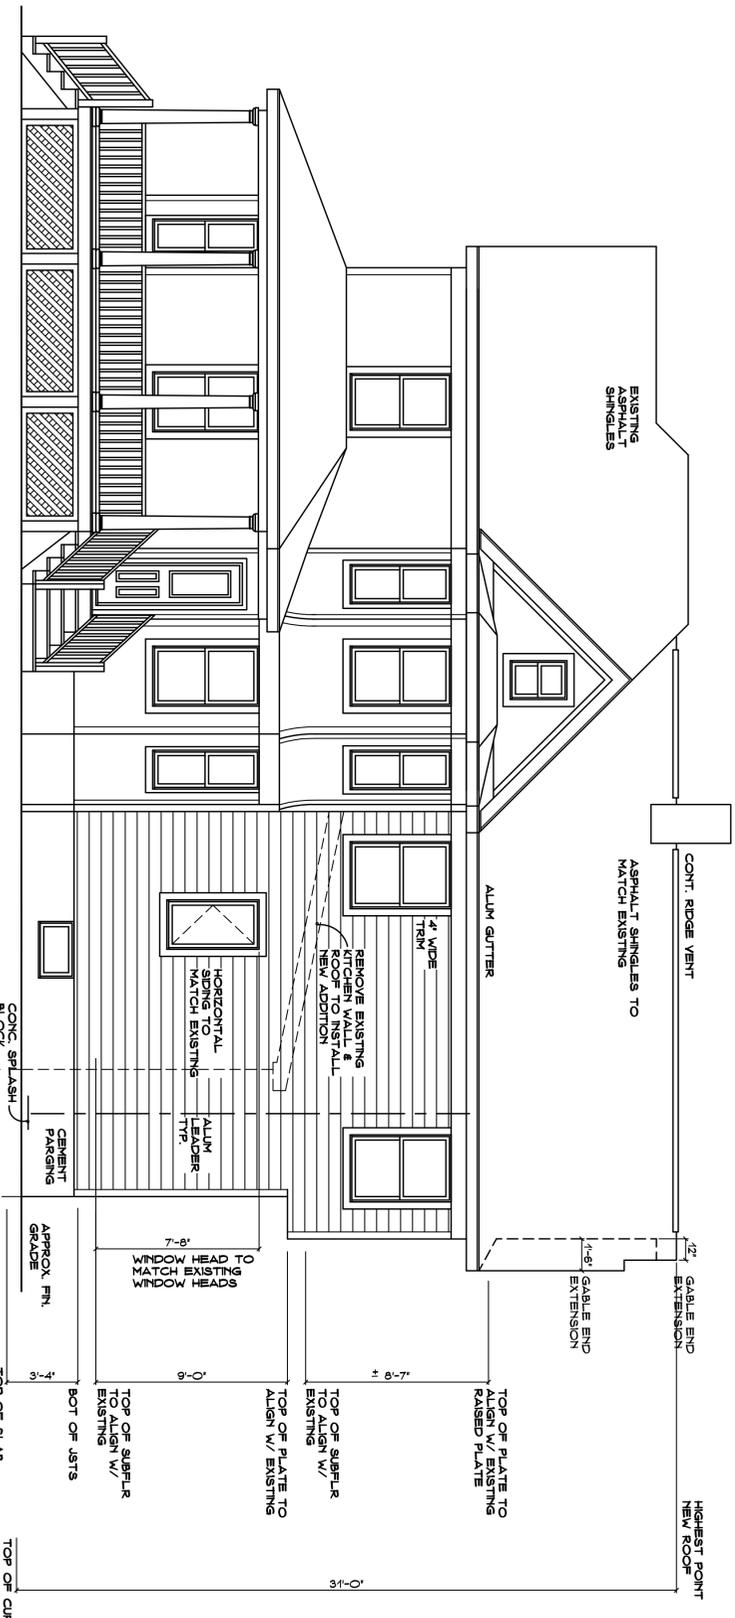 HIGHEST POINT
NEW ROOF
CONT. RIDGE VENT
12"
GABLE END
EXTENSION
EXISTING
ASPHALT
SHINGLES
ASPHALT SHINGLES TO
MATCH EXISTING
1'-6"
GABLE END
EXTENSION
ALUM GUTTER
TOP OF PLATE TO
ALIGN W/ EXISTING
RAISED PLATE
4" WIDE
TRIM
± 8'-7"
REMOVE EXISTING
KITCHEN WALL &
ROOF TO INSTALL
NEW ADDITION
TOP OF SUBFLR
TO ALIGN W/
EXISTING
TOP OF PLATE TO
ALIGN W/ EXISTING
HORIZONTAL
SIDING TO
MATCH EXISTING
ALUM
LEADER
TYP.
7'-8"
WINDOW HEAD TO
MATCH EXISTING
WINDOW HEADS
9'-0"
TOP OF SUBFLR
TO ALIGN W/
EXISTING
BOT OF JSTS
3'-4"
CEMENT
PARGING
APPROX. FIN.
GRADE
CONC. SPLASH
BLOCK
31'-0"
TOP OF SLAB
TOP OF